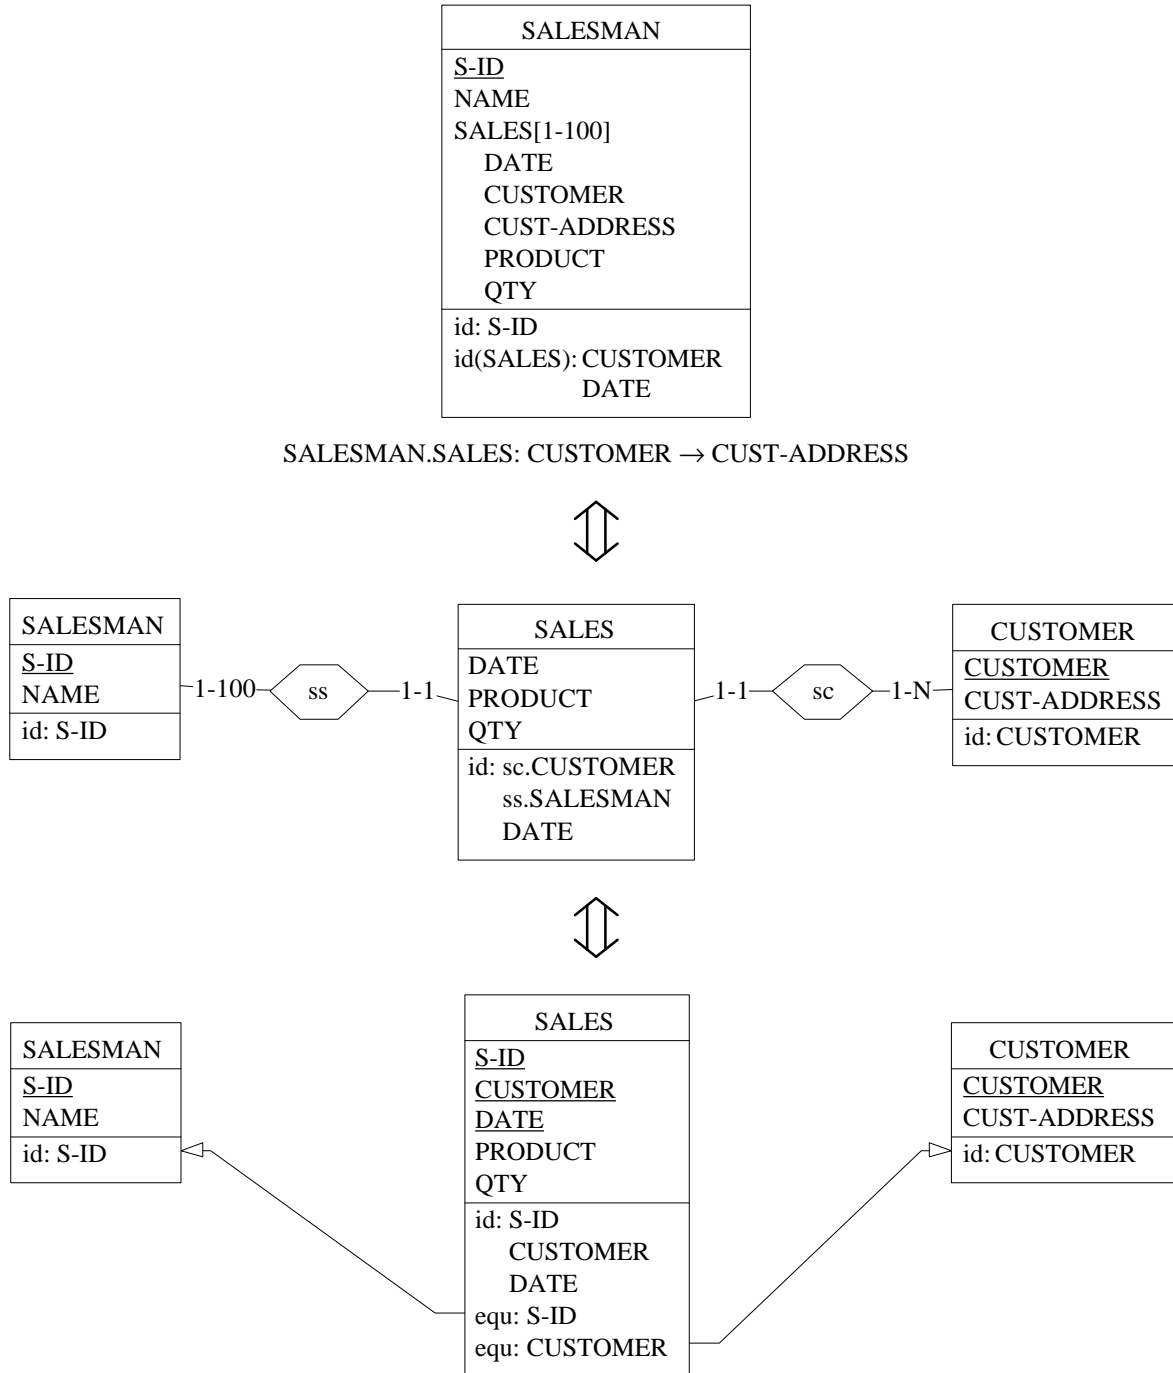 SALESMAN
S-ID
NAME
SALES[1-100]
DATE
CUSTOMER
CUST-ADDRESS
PRODUCT
QTY
id: S-ID
id(SALES): CUSTOMER
DATE
SALESMAN.SALES: CUSTOMER → CUST-ADDRESS
SALESMAN
S-ID
NAME
id: S-ID
1-100
ss
1-1
SALES
DATE
PRODUCT
QTY
id: sc.CUSTOMER
ss.SALESMAN
DATE
1-1
sc
1-N
CUSTOMER
CUSTOMER
CUST-ADDRESS
id: CUSTOMER
SALESMAN
S-ID
NAME
id: S-ID
SALES
S-ID
CUSTOMER
DATE
PRODUCT
QTY
id: S-ID
CUSTOMER
DATE
equ: S-ID
equ: CUSTOMER
CUSTOMER
CUSTOMER
CUST-ADDRESS
id: CUSTOMER